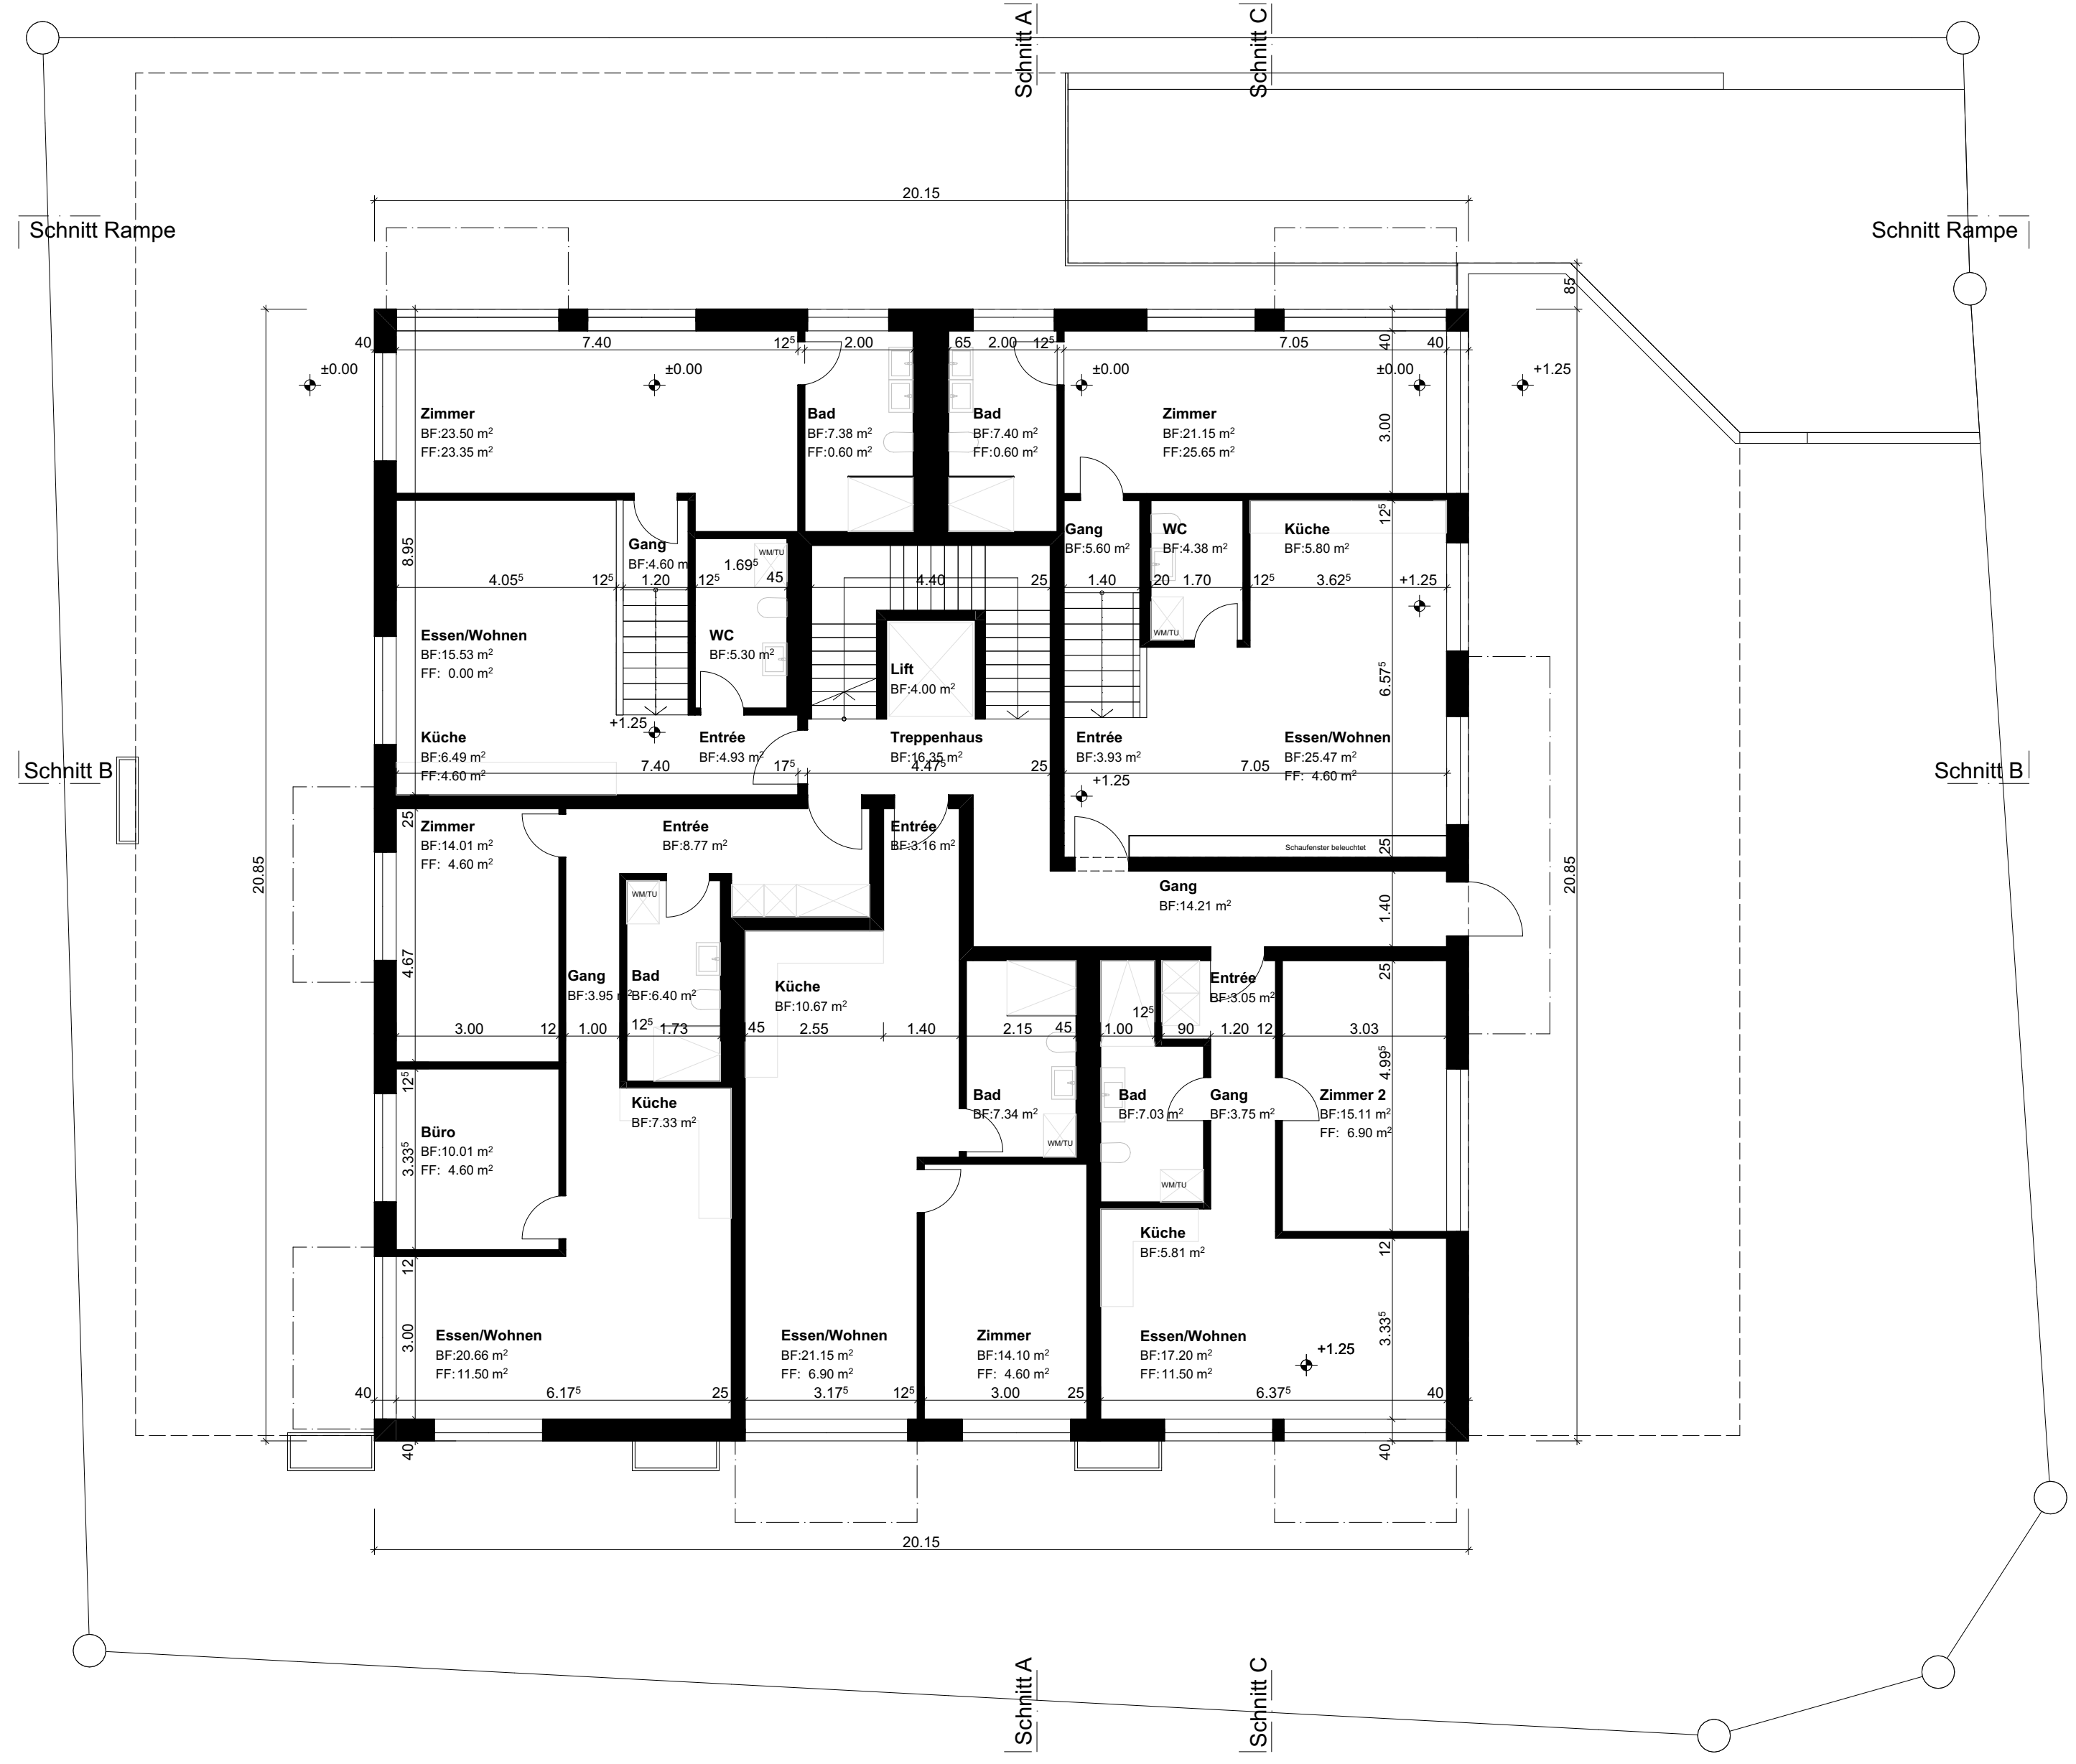 Schnitt A
Schnitt C
20.15
Schnitt Rampe
Schnitt Rampe
85
40
7.40
12⁵
2.00
65
2.00
12⁵
7.05
40
40
±0.00
±0.00
±0.00
±0.00
+1.25
Zimmer
BF:23.50 m²
FF:23.35 m²
Bad
BF:7.38 m²
FF:0.60 m²
Bad
BF:7.40 m²
FF:0.60 m²
Zimmer
BF:21.15 m²
FF:25.65 m²
3.00
12⁵
Gang
BF:4.60 m
WM/TU
Gang
BF:5.60 m²
WC
BF:4.38 m²
Küche
BF:5.80 m²
8.95
4.05⁵
12⁵
1.20
12⁵
1.69⁵
45
4.40
25
1.40
20
1.70
12⁵
3.62⁵
+1.25
Essen/Wohnen
BF:15.53 m²
FF: 0.00 m²
WC
BF:5.30 m²
WM/TU
Lift
BF:4.00 m²
6.57⁵
+1.25
Küche
BF:6.49 m²
FF:4.60 m²
Entrée
BF:4.93 m²
Treppenhaus
BF:16.35 m²
Entrée
BF:3.93 m²
Essen/Wohnen
BF:25.47 m²
FF: 4.60 m²
7.40
17⁵
4.47⁵
25
7.05
+1.25
Schnitt B
Schnitt B
25
Zimmer
BF:14.01 m²
FF: 4.60 m²
Entrée
BF:8.77 m²
Entrée
BF:3.16 m²
Schaufenster beleuchtet
25
20.85
20.85
WM/TU
Gang
BF:14.21 m²
1.40
4.67
Gang
BF:3.95 m²
Bad
BF:6.40 m²
Küche
BF:10.67 m²
Entrée
BF:3.05 m²
25
3.00
12
1.00
12⁵
1.73
45
2.55
1.40
2.15
45
1.00
12⁵
90
1.20
12
3.03
4.99⁵
12⁵
Küche
BF:7.33 m²
Bad
BF:7.34 m²
Bad
BF:7.03 m²
Gang
BF:3.75 m²
Zimmer 2
BF:15.11 m²
FF: 6.90 m²
Büro
BF:10.01 m²
FF: 4.60 m²
3.33⁵
WM/TU
WM/TU
Küche
BF:5.81 m²
12
12
3.00
Essen/Wohnen
BF:20.66 m²
FF:11.50 m²
Essen/Wohnen
BF:21.15 m²
FF: 6.90 m²
Zimmer
BF:14.10 m²
FF: 4.60 m²
Essen/Wohnen
BF:17.20 m²
FF:11.50 m²
+1.25
3.33⁵
40
6.17⁵
25
3.17⁵
12⁵
3.00
25
6.37⁵
40
40
40
20.15
Schnitt A
Schnitt C